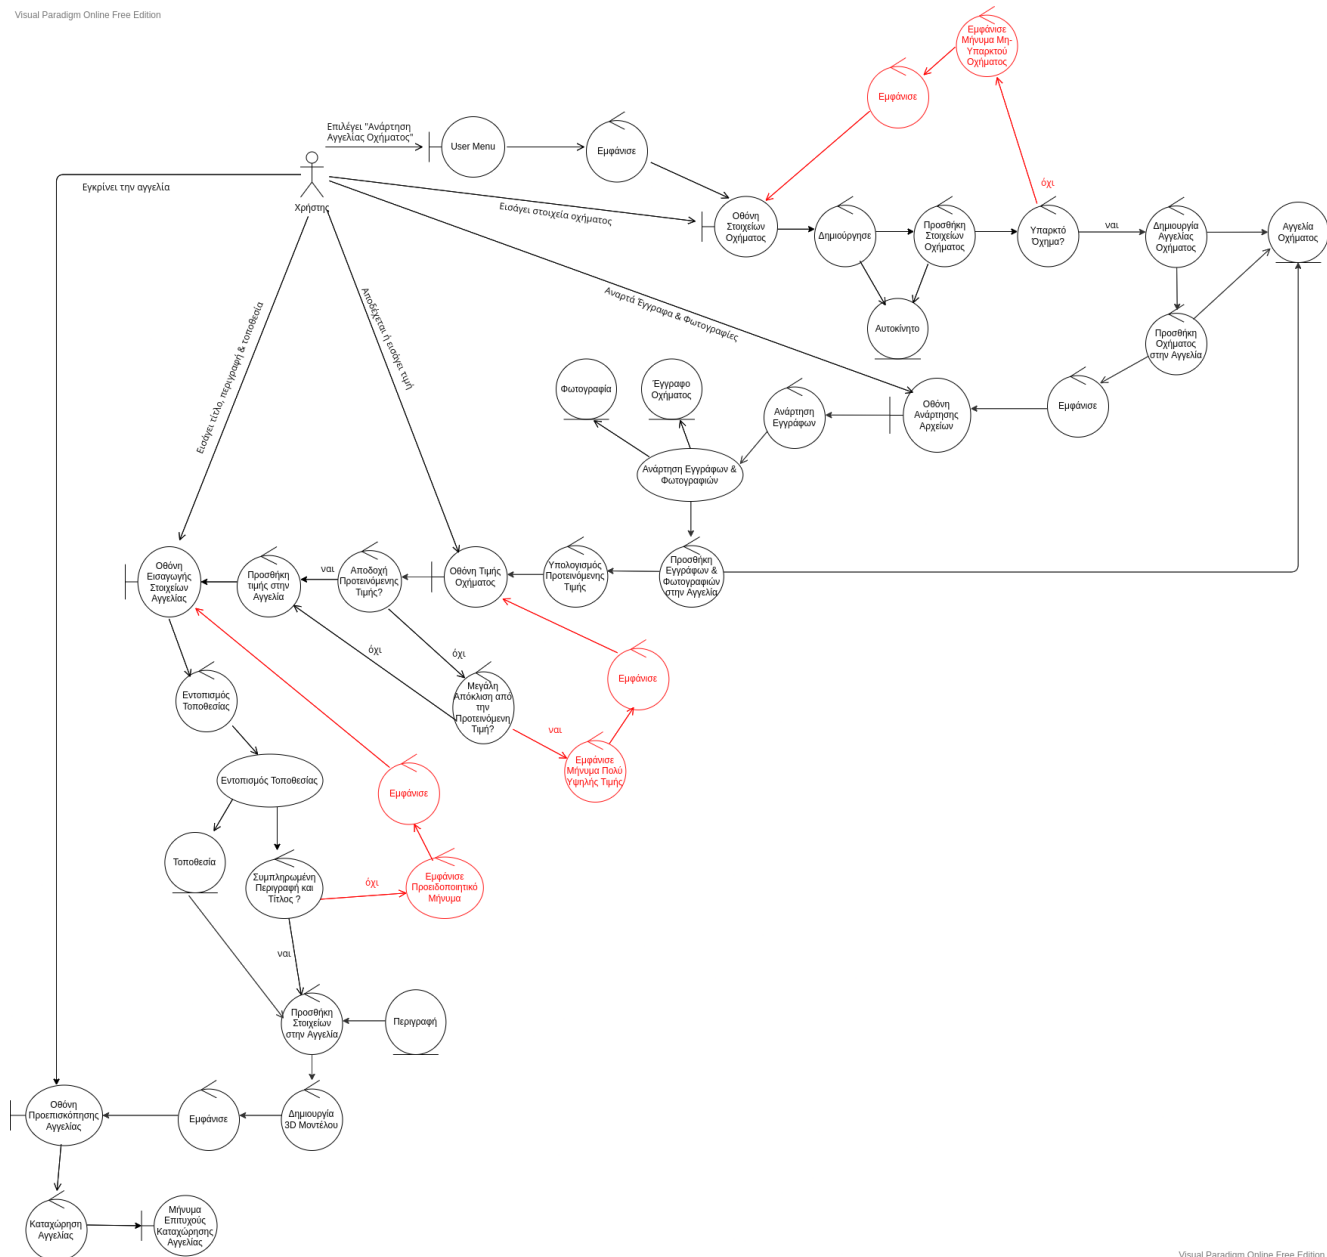 Visual Paradigm Online Free Edition
Εμφάνισε
Μήνυμα Μη-
Υπαρκτού
Οχήματος
Εμφάνισε
Επιλέγει "Ανάρτηση
Αγγελίας Οχήματος"
User Menu
Εμφάνισε
όχι
Εγκρίνει την αγγελία
Χρήστης
Εισάγει στοιχεία οχήματος
Οθόνη
Στοιχείων
Οχήματος
Δημιούργησε
Προσθήκη
Στοιχείων
Οχήματος
Υπαρκτό
Όχημα?
ναι
Δημιουργία
Αγγελίας
Οχήματος
Αγγελία
Οχήματος
Αναρτά Έγγραφα & Φωτογραφίες
Αποδέχεται ή εισάγει τιμή
Εισάγει τίτλο, περιγραφή & τοποθεσία
Αυτοκίνητο
Προσθήκη
Οχήματος
στην Αγγελία
Φωτογραφία
Έγγραφο
Οχήματος
Ανάρτηση
Εγγράφων
Οθόνη
Ανάρτησης
Αρχείων
Εμφάνισε
Ανάρτηση Εγγράφων &
Φωτογραφιών
Οθόνη
Εισαγωγής
Στοιχείων
Αγγελίας
Προσθήκη
τιμής στην
Αγγελία
ναι
Αποδοχή
Προτεινόμενης
Τιμής?
Οθόνη Τιμής
Οχήματος
Υπολογισμός
Προτεινόμενης
Τιμής
Προσθήκη
Εγγράφων &
Φωτογραφιών
στην Αγγελία
όχι
όχι
Εμφάνισε
Εντοπισμός
Τοποθεσίας
Μεγάλη
Απόκλιση από
την
Προτεινόμενη
Τιμή?
ναι
Εμφάνισε
Μήνυμα Πολύ
Υψηλής Τιμής
Εντοπισμός Τοποθεσίας
Εμφάνισε
Τοποθεσία
Συμπληρωμένη
Περιγραφή και
Τίτλος ?
όχι
Εμφάνισε
Προειδοποιητικό
Μήνυμα
ναι
Προσθήκη
Στοιχείων
στην Αγγελία
Περιγραφή
Οθόνη
Προεπισκόπησης
Αγγελίας
Εμφάνισε
Δημιουργία
3D Μοντέλου
Καταχώρηση
Αγγελίας
Μήνυμα
Επιτυχούς
Καταχώρησης
Αγγελίας
Visual Paradigm Online Free Edition